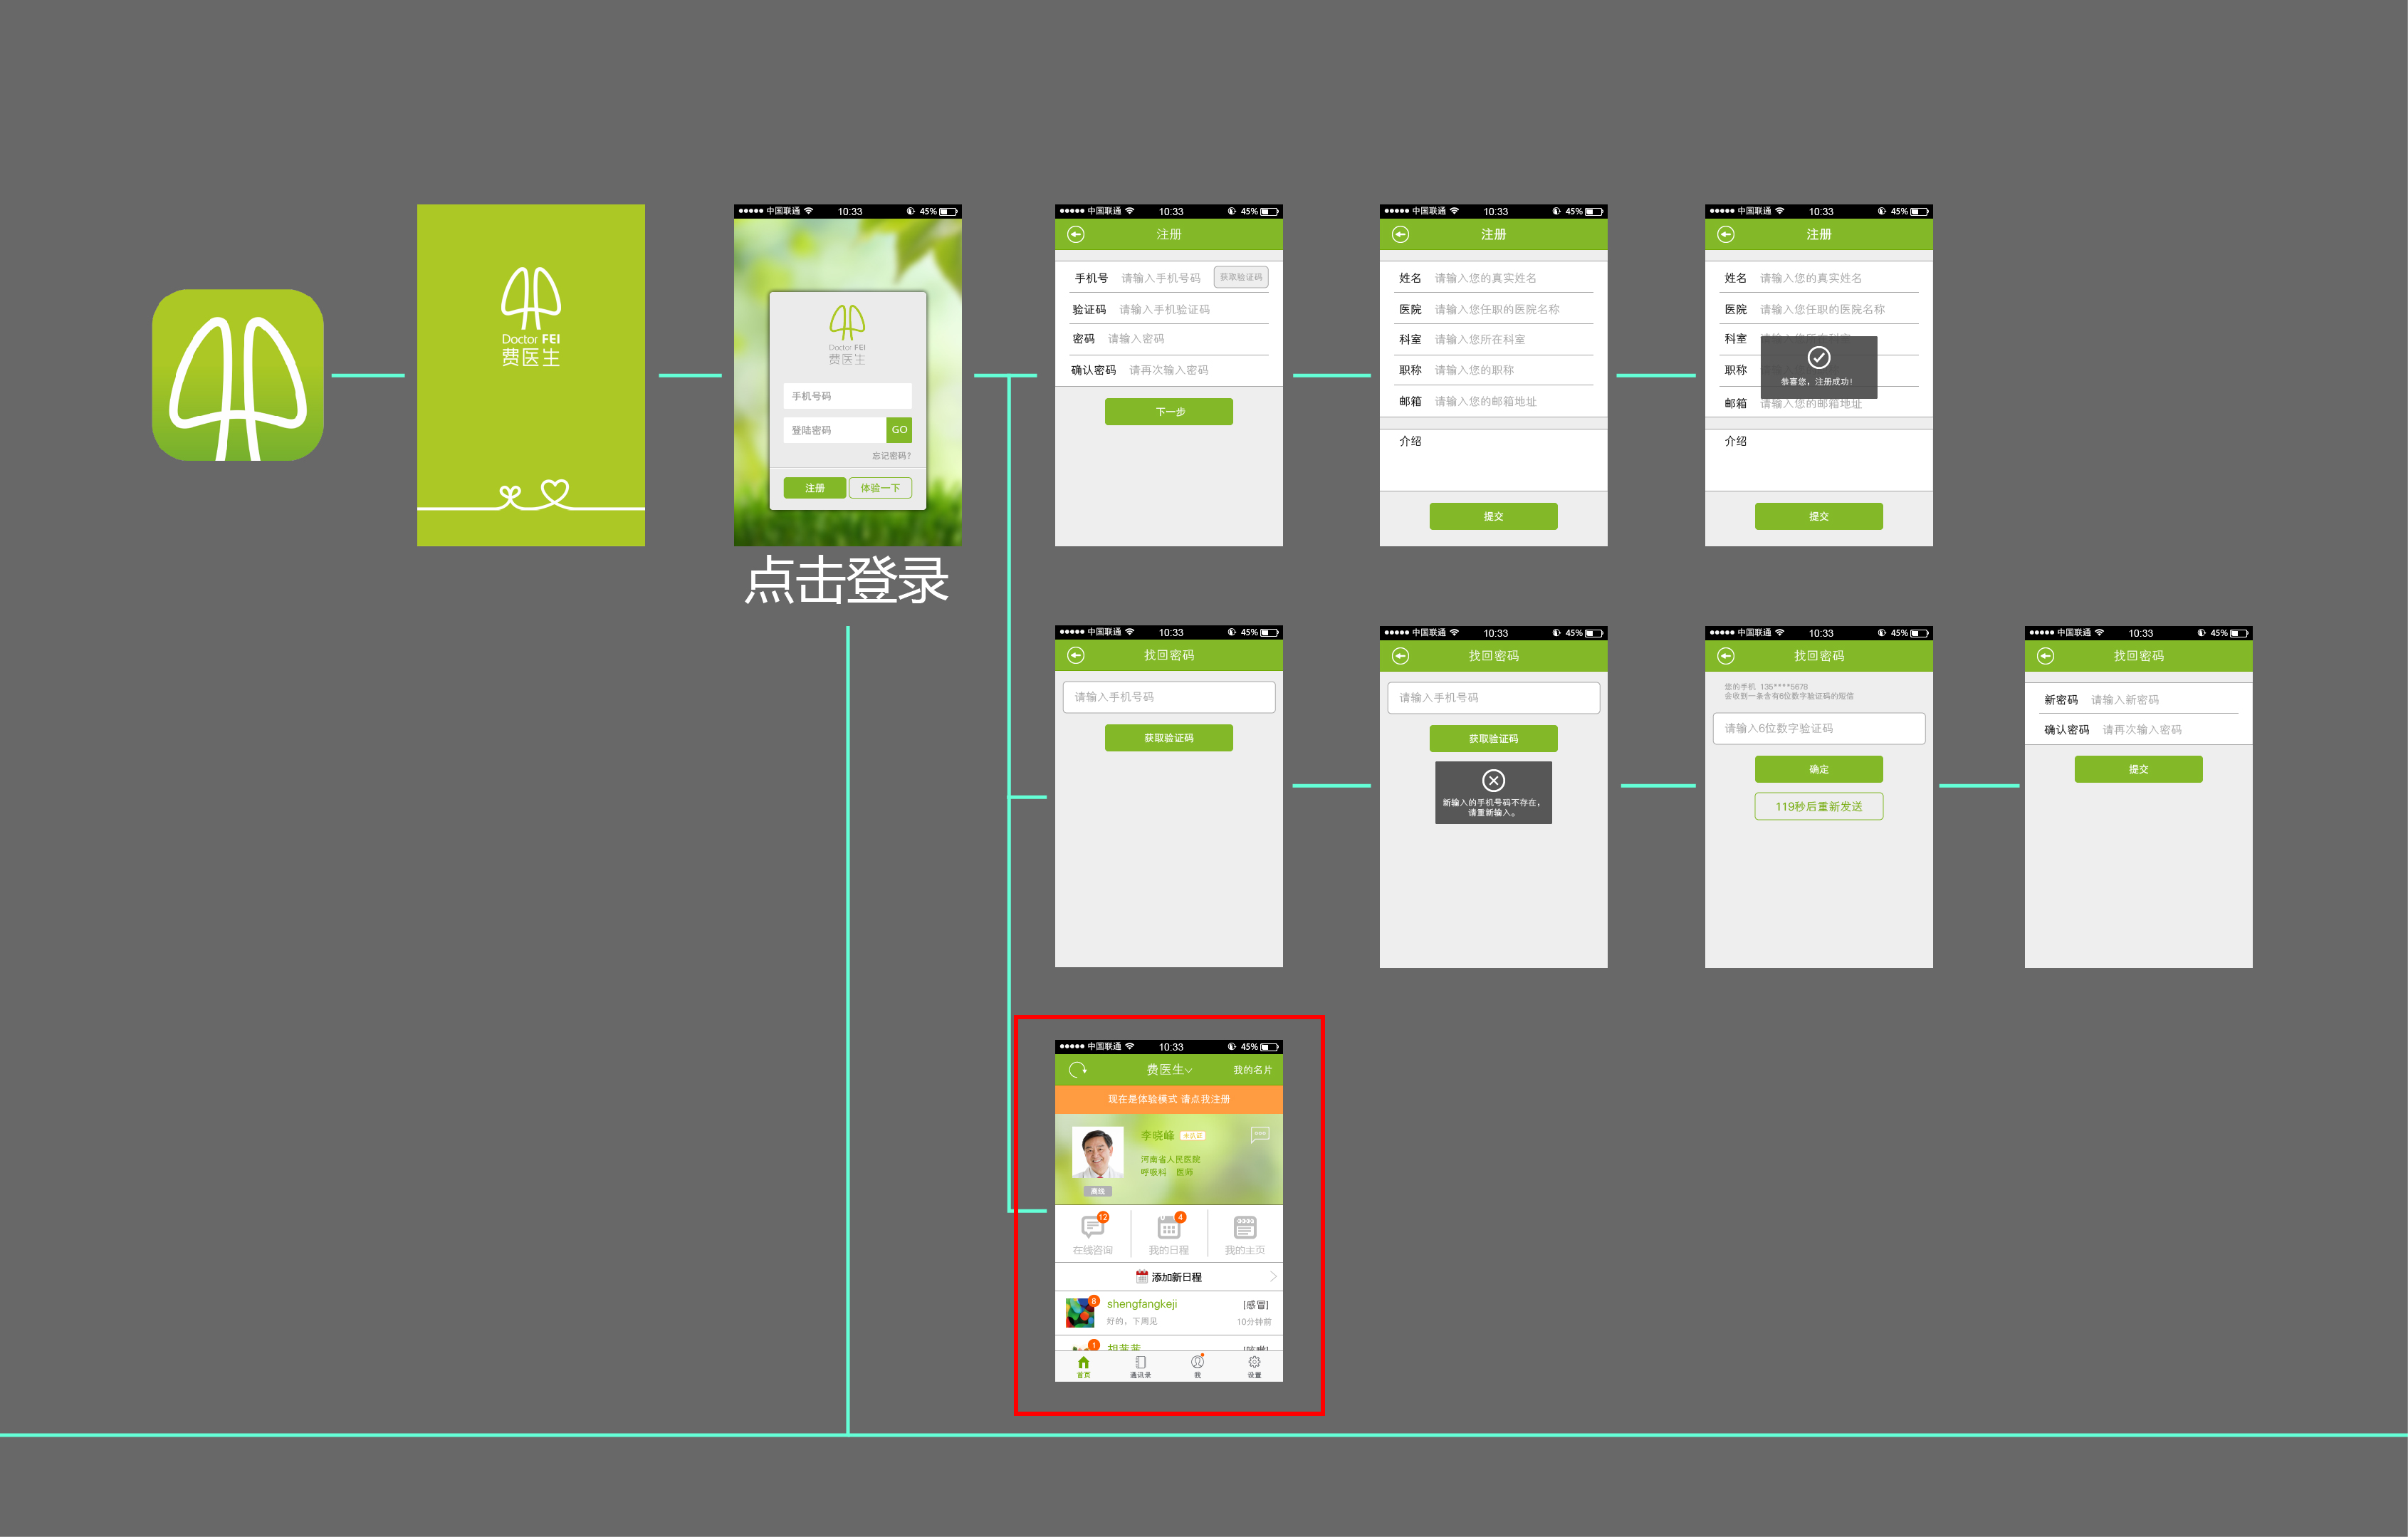 中国联通 10:33 45%
Doctor FEI
费医生
手机号码
登陆密码 GO
忘记密码?
注册 体验一下
Doctor FEI
费医生
点击登录
中国联通 10:33 45%
注册
手机号 请输入手机号码 获取验证码
验证码 请输入手机验证码
密码 请输入密码
确认密码 请再次输入密码
下一步
中国联通 10:33 45%
注册
姓名 请输入您的真实姓名
医院 请输入您任职的医院名称
科室 请输入您所在科室
职称 请输入您的职称
邮箱 请输入您的邮箱地址
介绍
提交
中国联通 10:33 45%
注册
姓名 请输入您的真实姓名
医院 请输入您任职的医院名称
科室 请输入您所在科室
职称
恭喜您，注册成功!
邮箱 请输入您的邮箱地址
介绍
提交
中国联通 10:33 45%
找回密码
请输入手机号码
获取验证码
中国联通 10:33 45%
找回密码
请输入手机号码
获取验证码
新输入的手机号码不存在，
请重新输入。
中国联通 10:33 45%
找回密码
您的手机 135****5678
会收到一条含有6位数字验证码的短信
请输入6位数字验证码
确定
119秒后重新发送
中国联通 10:33 45%
找回密码
新密码 请输入新密码
确认密码 请再次输入密码
提交
中国联通 10:33 45%
费医生 我的名片
现在是体验模式 请点我注册
李晓峰 未认证
河南省人民医院
呼吸科 医师
离线
12 4
在线咨询 我的日程 我的主页
添加新日程
8 shengfangkeji [感冒]
好的，下周见 10分钟前
1 胡菲菲 [咳嗽]
首页 通讯录 我 设置